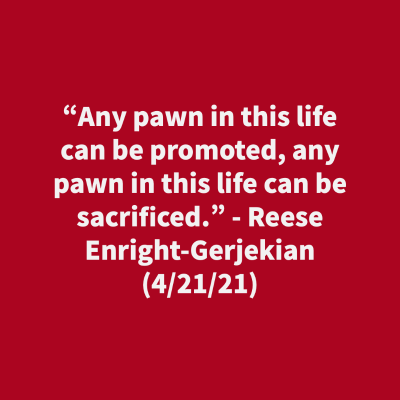 “Any pawn in this life
can be promoted, any
pawn in this life can be
sacrificed.” - Reese
Enright-Gerjekian
(4/21/21)